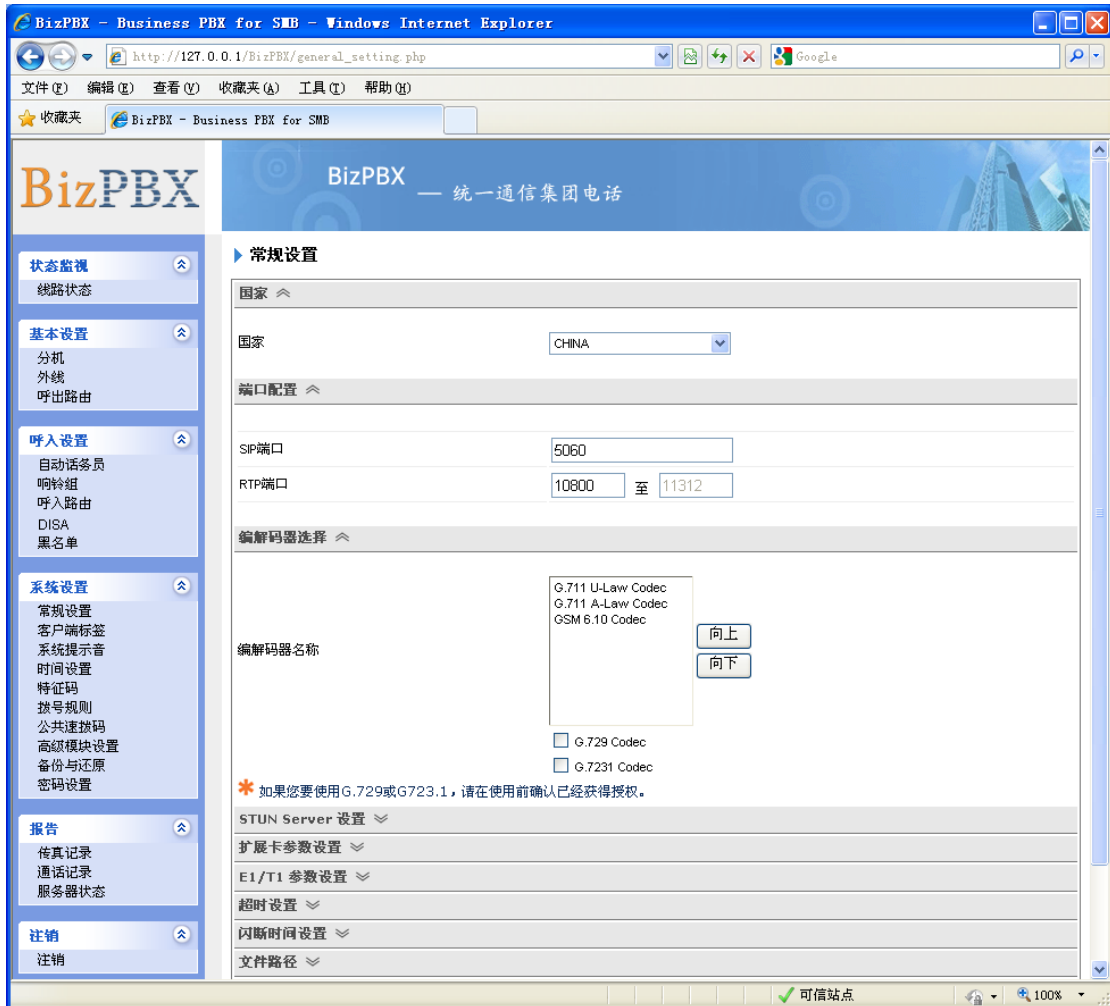 BizPBX - Business PBX for SMB - Windows Internet Explorer
http://127.0.0.1/BizPBX/general_setting.php
Google
文件(F) 编辑(E) 查看(V) 收藏夹(A) 工具(T) 帮助(H)
收藏夹
BizPBX - Business PBX for SMB
BizPBX
BizPBX — 统一通信集团电话
状态监视
线路状态
基本设置
分机
外线
呼出路由
呼入设置
自动话务员
响铃组
呼入路由
DISA
黑名单
系统设置
常规设置
客户端标签
系统提示音
时间设置
特征码
拨号规则
公共速拨码
高级模块设置
备份与还原
密码设置
报告
传真记录
通话记录
服务器状态
注销
注销
常规设置
国家
国家 CHINA
端口配置
SIP端口 5060
RTP端口 10800 至 11312
编解码器选择
编解码器名称
G.711 U-Law Codec
G.711 A-Law Codec
GSM 6.10 Codec
向上
向下
G.729 Codec
G.7231 Codec
* 如果您要使用G.729或G723.1，请在使用前确认已经获得授权。
STUN Server 设置
扩展卡参数设置
E1/T1 参数设置
超时设置
闪断时间设置
文件路径
可信站点
100%